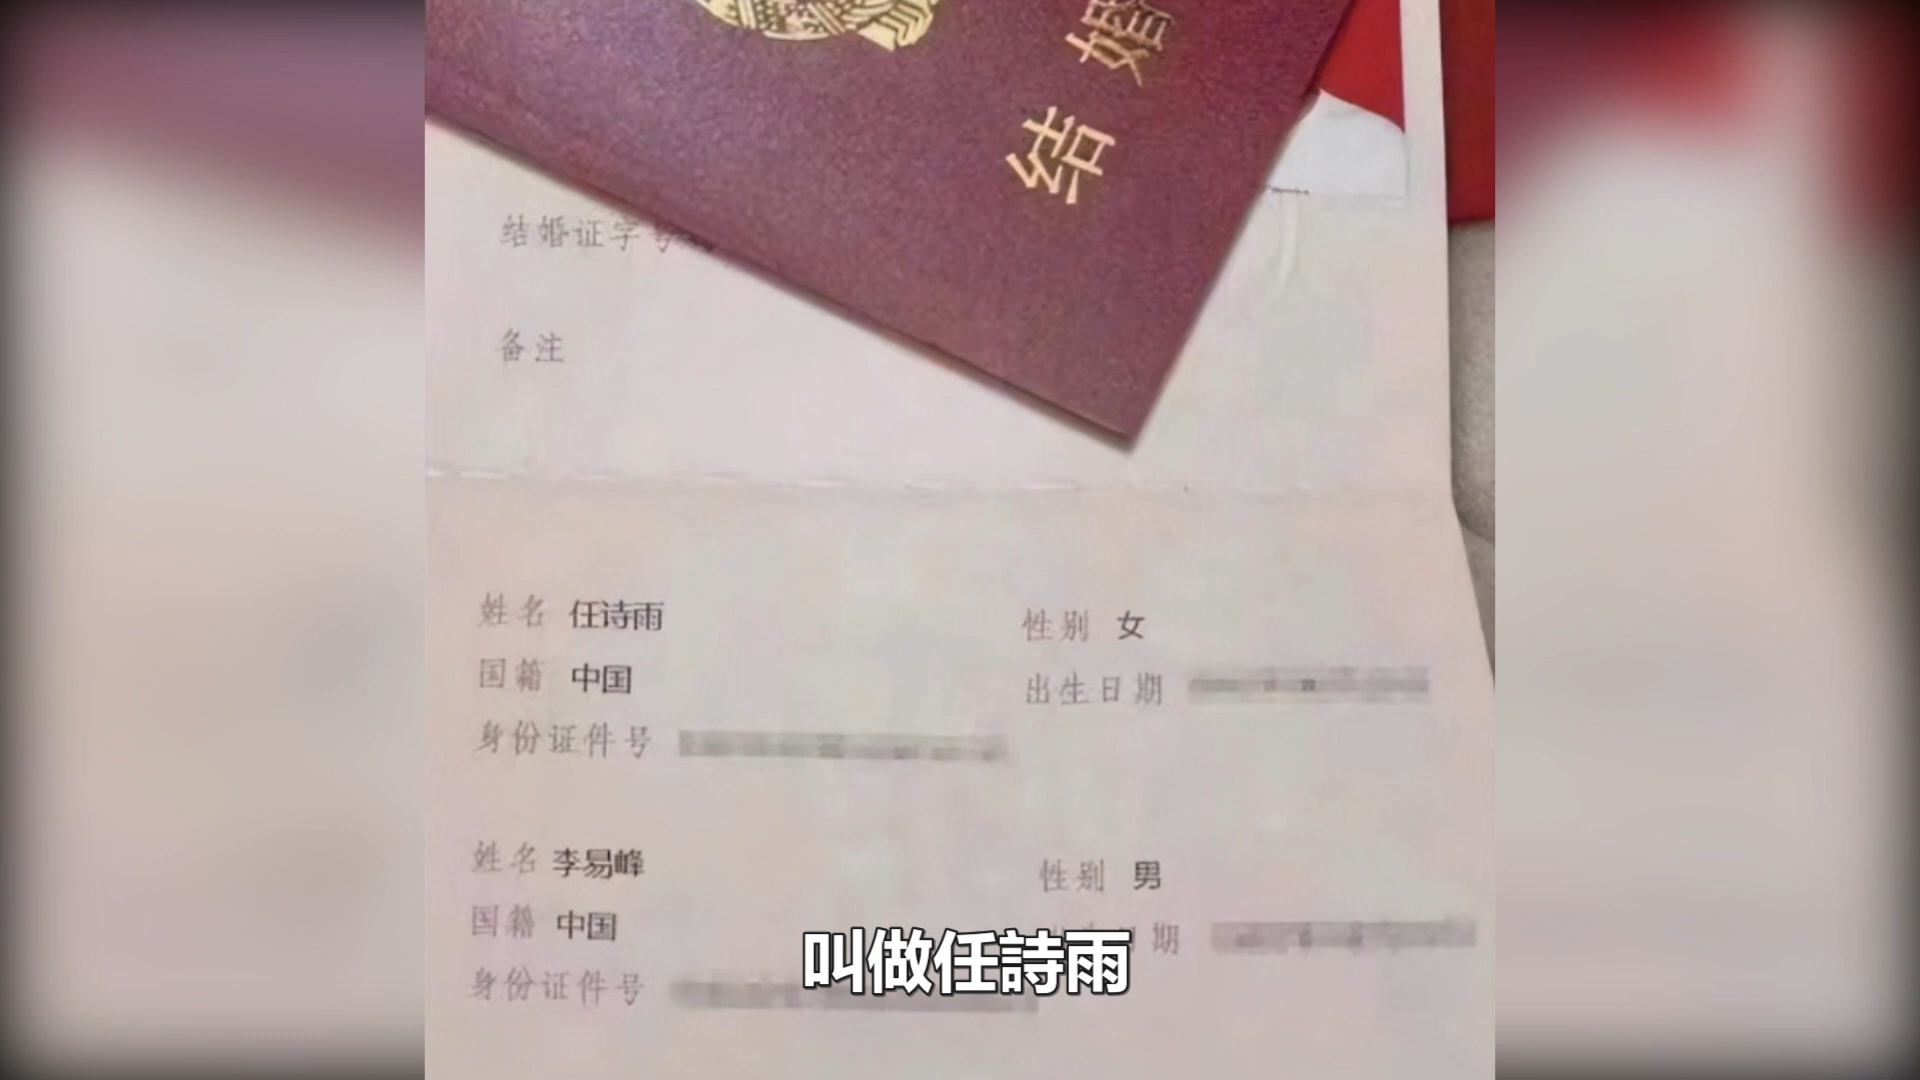 结婚
结婚证字号
备注
姓名 任诗雨
性别 女
国籍 中国
出生日期
身份证件号
姓名 李易峰
性别 男
国籍 中国
日期
身份证件号
叫做任詩雨